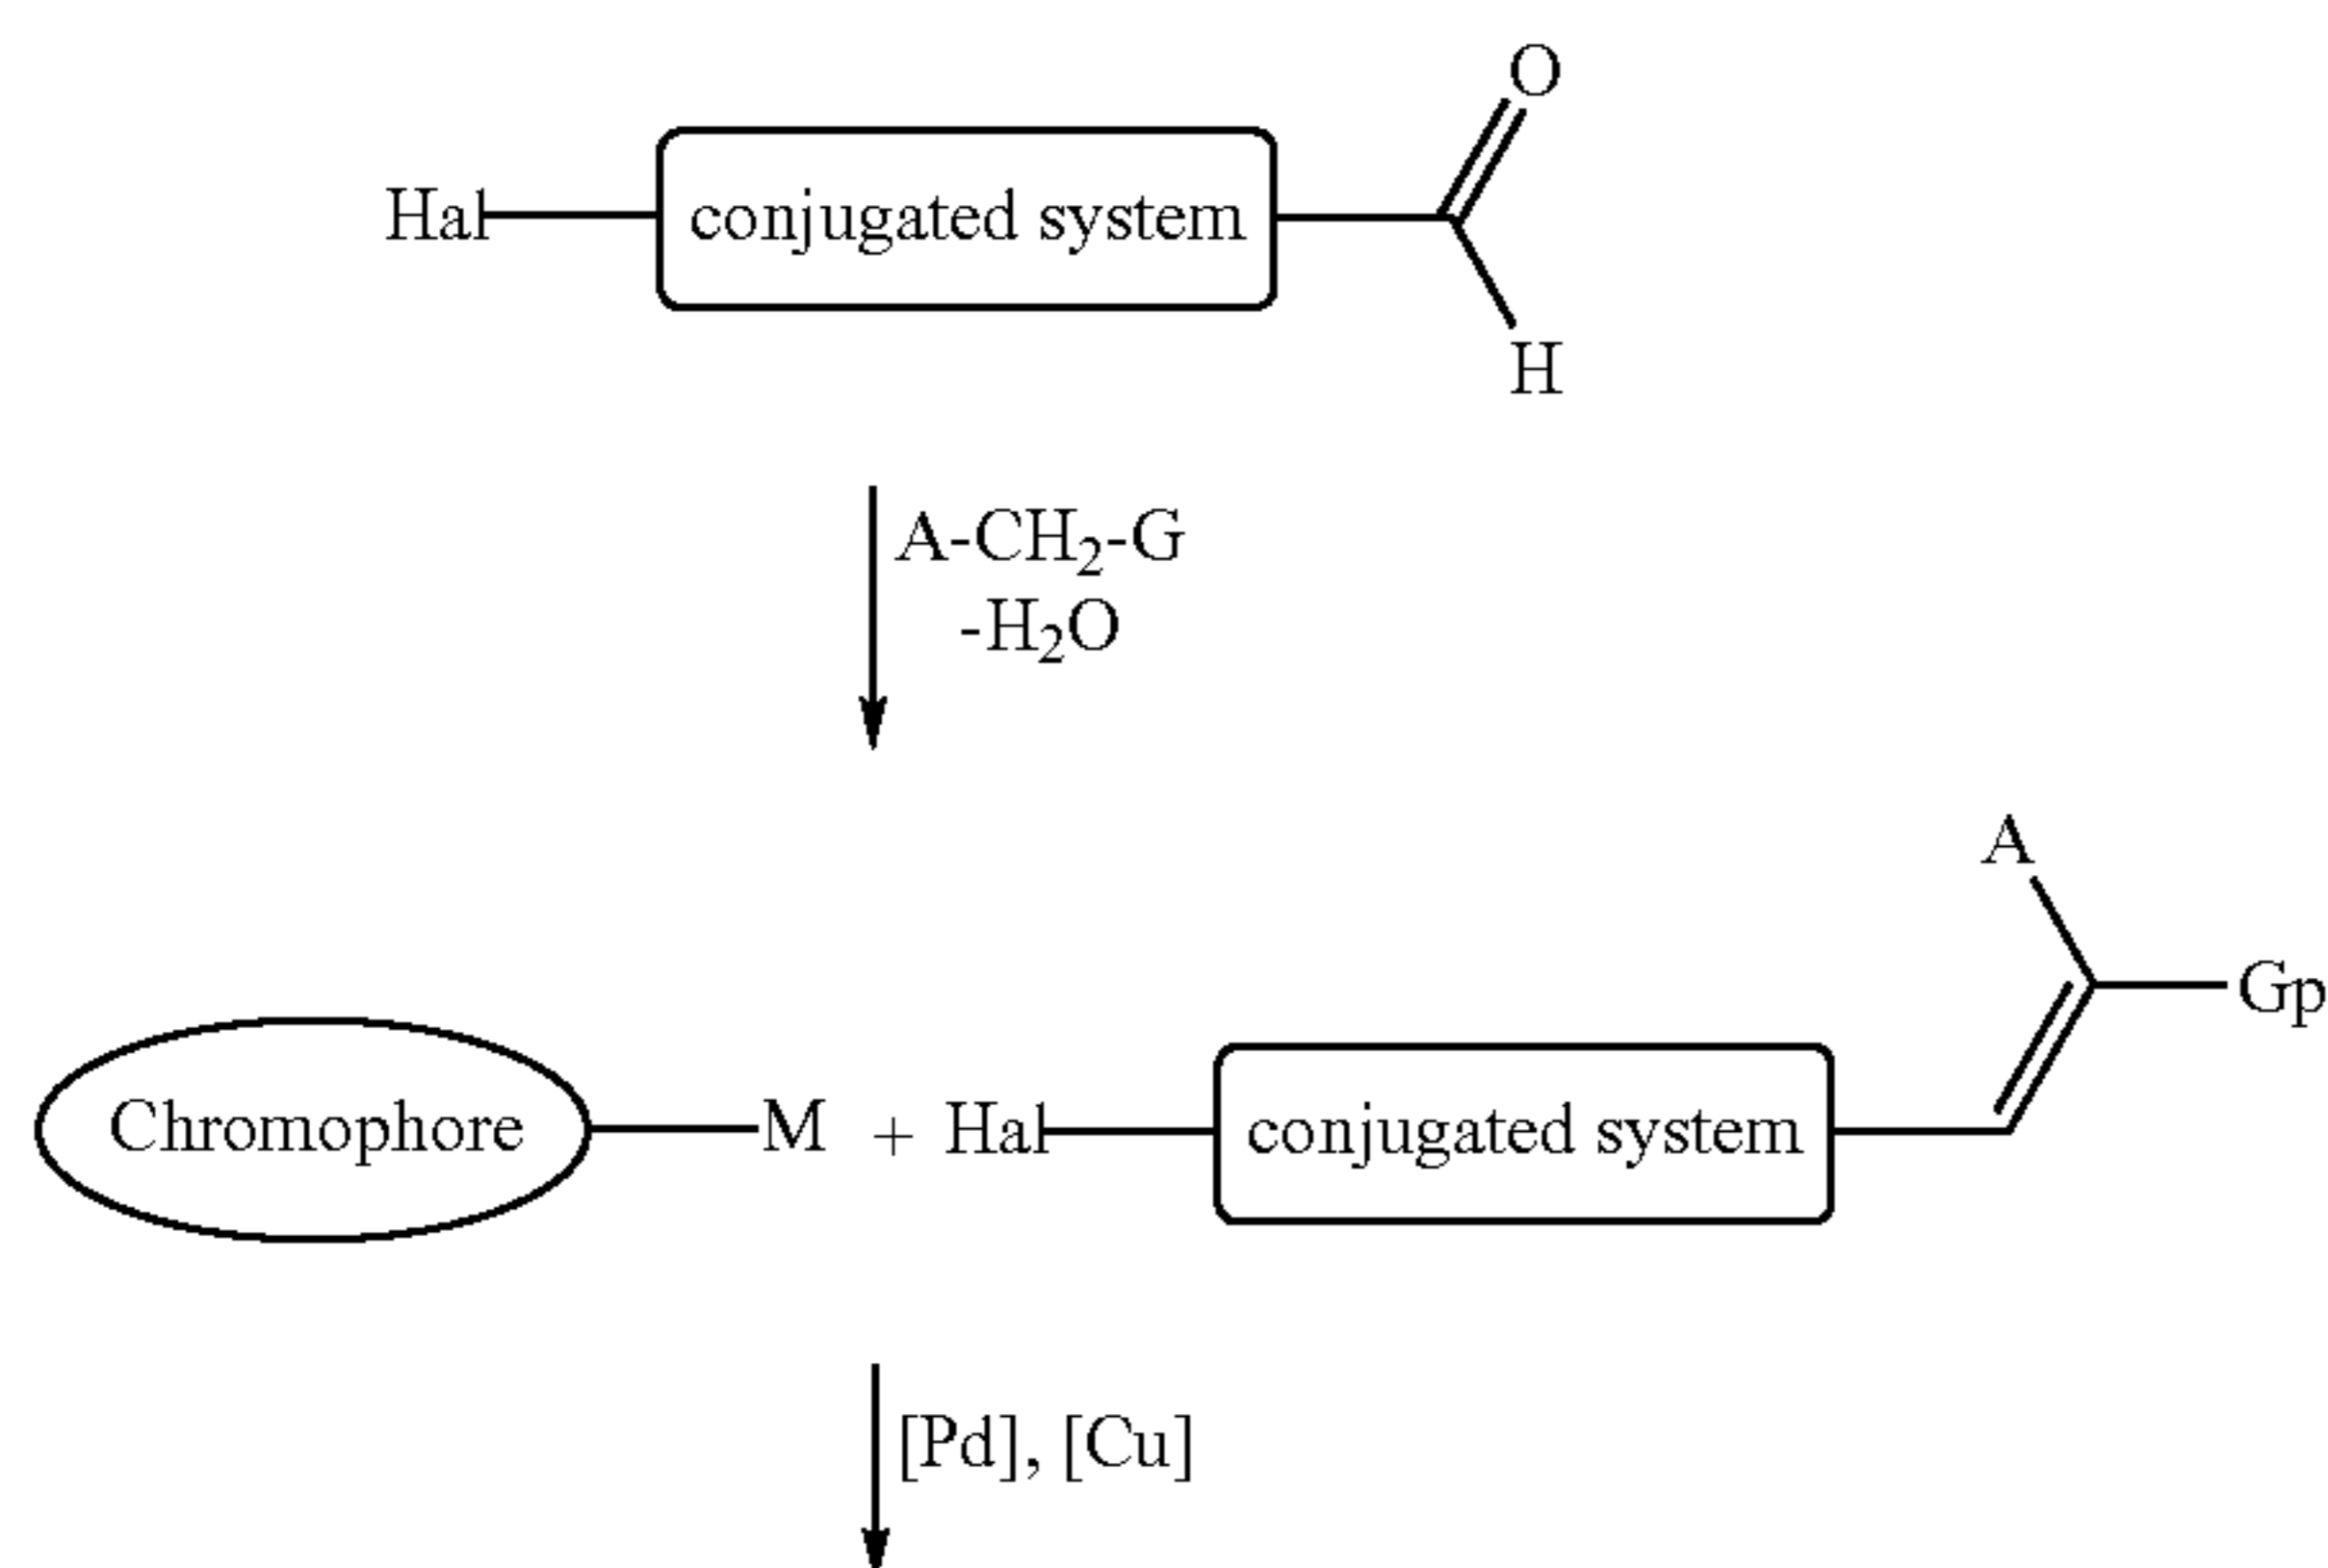 O
Hal conjugated system
H
A-CH2-G
-H2O
A
Gp
Chromophore M + Hal conjugated system
[Pd], [Cu]